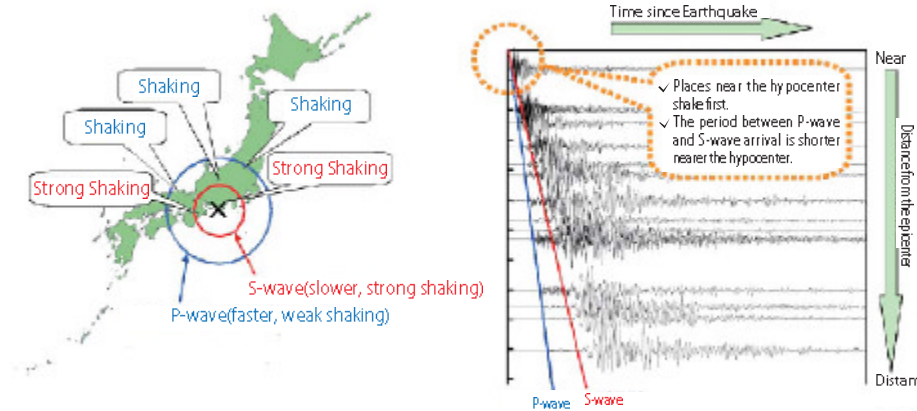 Shaking
Shaking
Shaking
Strong Shaking
Strong Shaking
S-wave(slower, strong shaking)
P-wave(faster, weak shaking)
Time since Earthquake
Near
✓ Places near the hypocenter
shake first.
✓ The period between P-wave
and S-wave arrival is shorter
nearer the hypocenter.
Distance from the epicenter
Distan
P-wave
S-wave